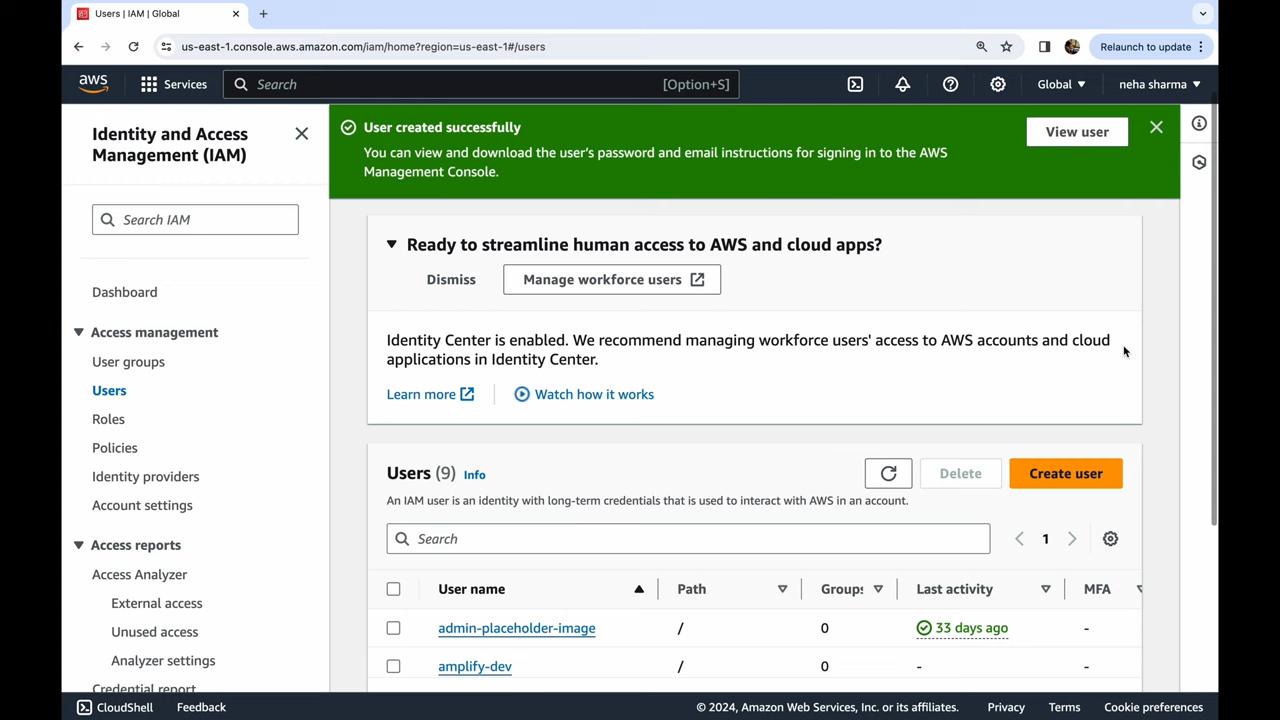 Users | IAM | Global
us-east-1.console.aws.amazon.com/iam/home?region=us-east-1#/users
Relaunch to update
aws
Services
Search
[Option+S]
Global
neha sharma
Identity and Access
Management (IAM)
Search IAM
Dashboard
Access management
User groups
Users
Roles
Policies
Identity providers
Account settings
Access reports
Access Analyzer
External access
Unused access
Analyzer settings
Credential report
User created successfully
You can view and download the user's password and email instructions for signing in to the AWS
Management Console.
View user
Ready to streamline human access to AWS and cloud apps?
Dismiss
Manage workforce users
Identity Center is enabled. We recommend managing workforce users' access to AWS accounts and cloud
applications in Identity Center.
Learn more
Watch how it works
Users (9) Info
Delete
Create user
An IAM user is an identity with long-term credentials that is used to interact with AWS in an account.
Search
1
User name Path Groups Last activity MFA
admin-placeholder-image / 0 33 days ago -
amplify-dev / 0 -
CloudShell Feedback
© 2024, Amazon Web Services, Inc. or its affiliates. Privacy Terms Cookie preferences